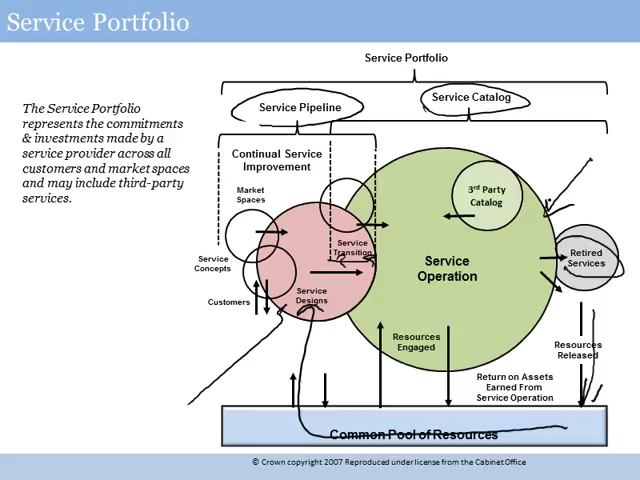 Service Portfolio
Service Portfolio
The Service Portfolio
represents the commitments
& investments made by a
service provider across all
customers and market spaces
and may include third-party
services.
Service Pipeline
Service Catalog
Continual Service
Improvement
Market
Spaces
3rd Party
Catalog
Service
Transition
Service
Concepts
Service
Operation
Retired
Services
Service
Designs
Customers
Resources
Engaged
Resources
Released
Return on Assets
Earned From
Service Operation
Common Pool of Resources
© Crown copyright 2007 Reproduced under license from the Cabinet Office